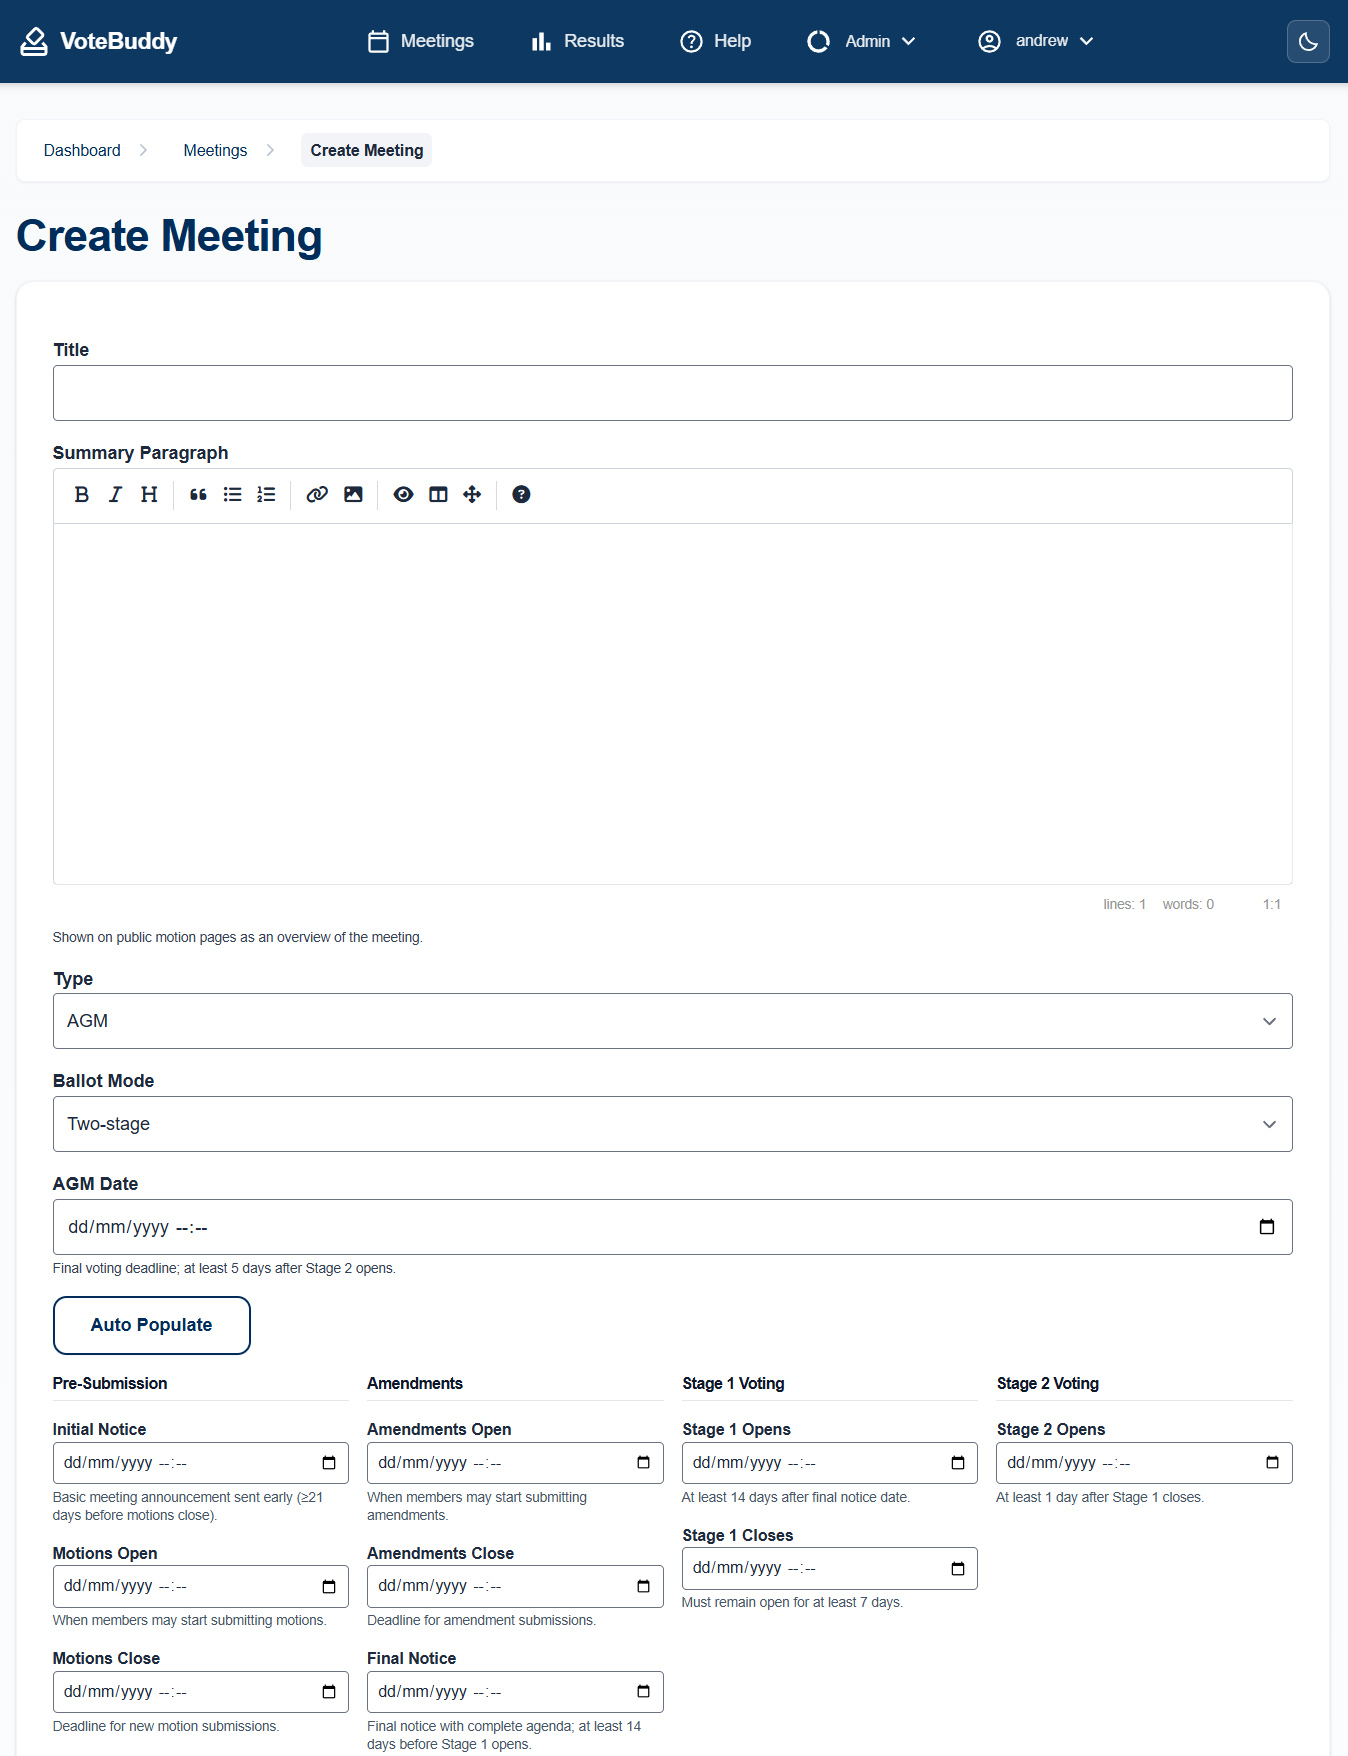 VoteBuddy
Meetings
Results
Help
Admin
andrew
Dashboard
Meetings
Create Meeting
Create Meeting
Title
Summary Paragraph
B I H
lines: 1 words: 0 1:1
Shown on public motion pages as an overview of the meeting.
Type
AGM
Ballot Mode
Two-stage
AGM Date
dd/mm/yyyy --:--
Final voting deadline; at least 5 days after Stage 2 opens.
Auto Populate
Pre-Submission
Initial Notice
dd/mm/yyyy --:--
Basic meeting announcement sent early (≥21
days before motions close).
Motions Open
dd/mm/yyyy --:--
When members may start submitting motions.
Motions Close
dd/mm/yyyy --:--
Deadline for new motion submissions.
Amendments
Amendments Open
dd/mm/yyyy --:--
When members may start submitting
amendments.
Amendments Close
dd/mm/yyyy --:--
Deadline for amendment submissions.
Final Notice
dd/mm/yyyy --:--
Final notice with complete agenda; at least 14
days before Stage 1 opens.
Stage 1 Voting
Stage 1 Opens
dd/mm/yyyy --:--
At least 14 days after final notice date.
Stage 1 Closes
dd/mm/yyyy --:--
Must remain open for at least 7 days.
Stage 2 Voting
Stage 2 Opens
dd/mm/yyyy --:--
At least 1 day after Stage 1 closes.